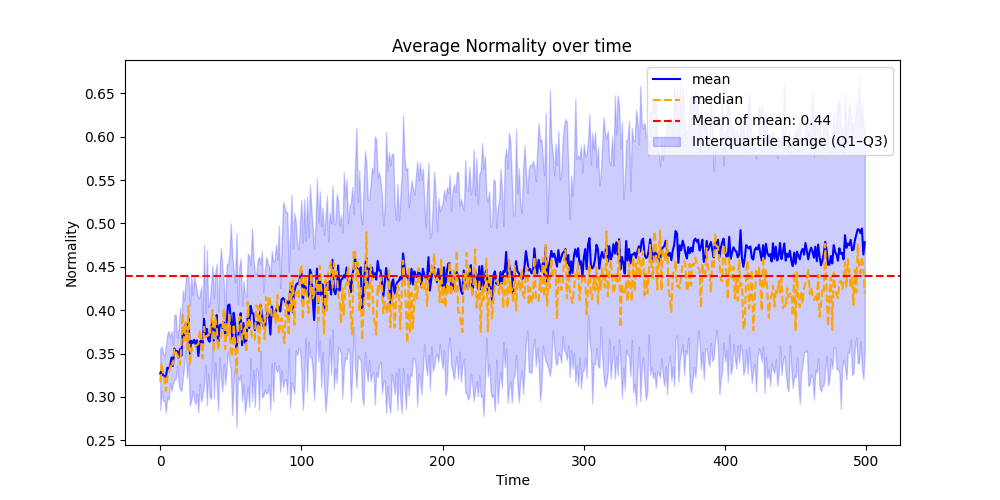 Average Normality over time
mean
median
Mean of mean: 0.44
Interquartile Range (Q1–Q3)
Normality
0.65
0.60
0.55
0.50
0.45
0.40
0.35
0.30
0.25
0
100
200
300
400
500
Time